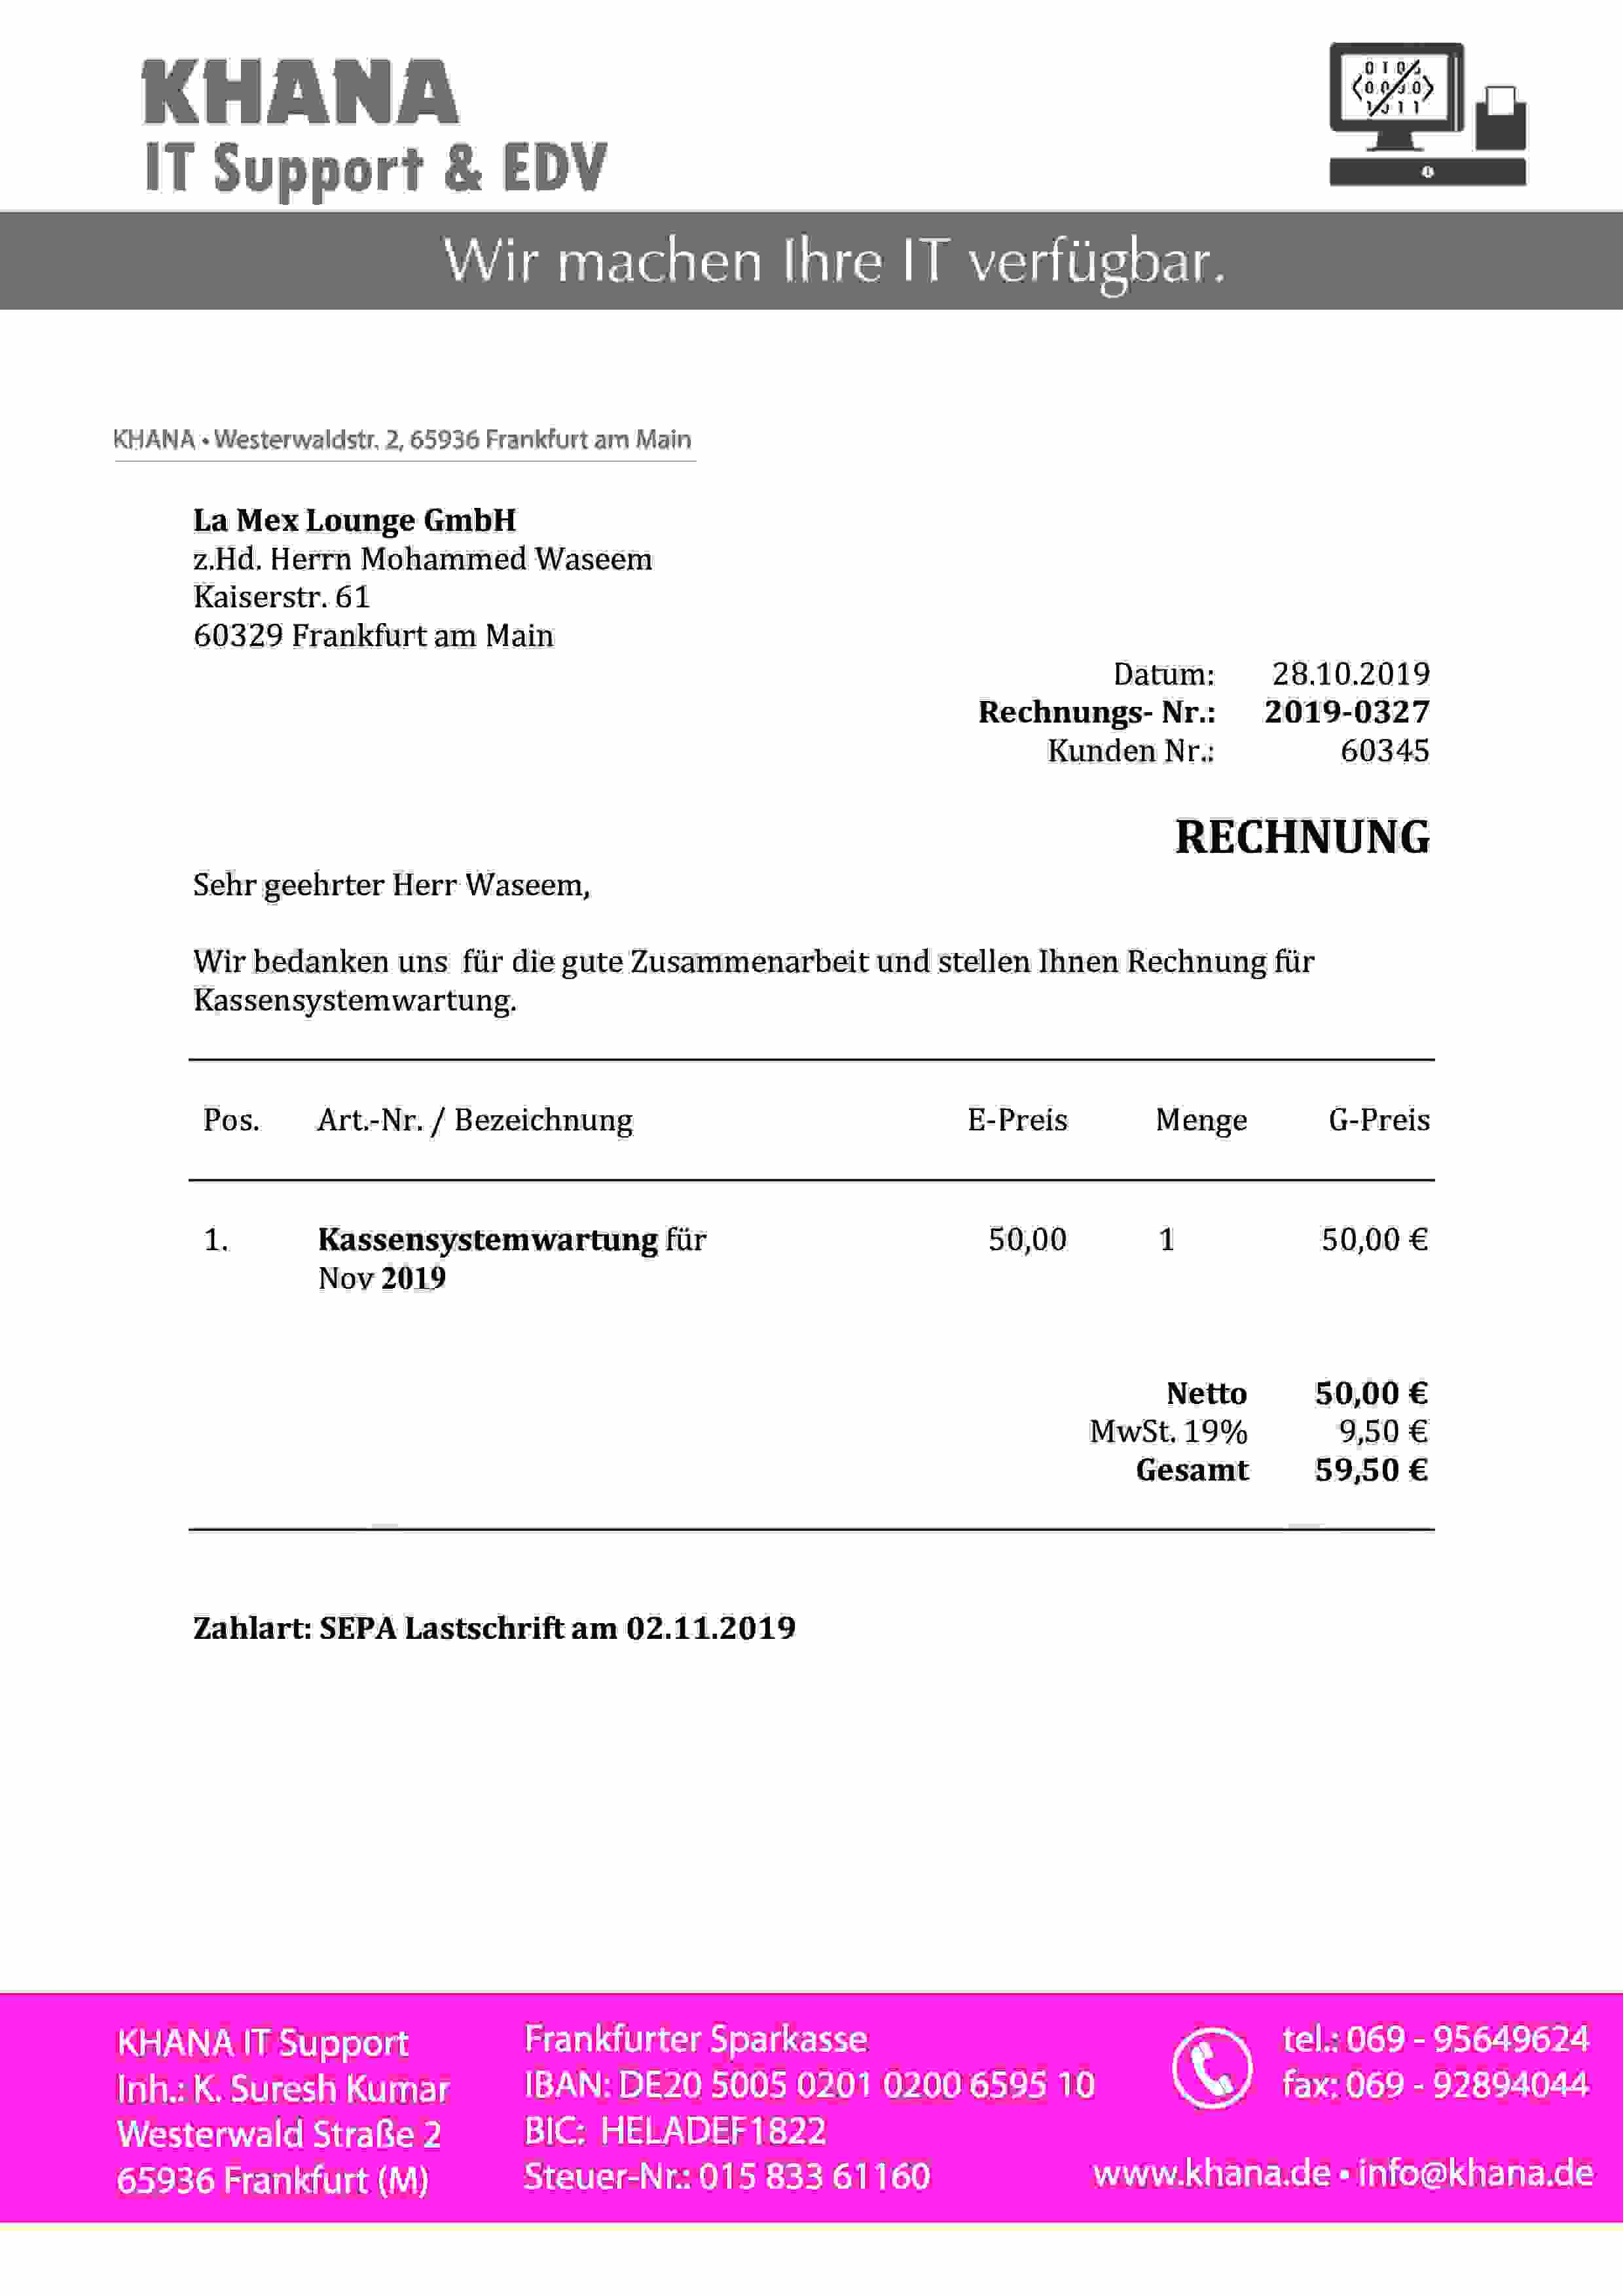 KHANA
IT Support & EDV
Wir machen Ihre IT verfügbar.
KHANA • Westerwaldstr. 2, 65936 Frankfurt am Main
La Mex Lounge GmbH
z.Hd. Herrn Mohammed Waseem
Kaiserstr. 61
60329 Frankfurt am Main
Datum: 28.10.2019
Rechnungs- Nr.: 2019-0327
Kunden Nr.: 60345
RECHNUNG
Sehr geehrter Herr Waseem,
Wir bedanken uns für die gute Zusammenarbeit und stellen Ihnen Rechnung für
Kassensystemwartung.
Pos. Art.-Nr. / Bezeichnung E-Preis Menge G-Preis
1. Kassensystemwartung für 50,00 1 50,00 €
Nov 2019
Netto 50,00 €
MwSt. 19% 9,50 €
Gesamt 59,50 €
Zahlart: SEPA Lastschrift am 02.11.2019
KHANA IT Support
Inh.: K. Suresh Kumar
Westerwald Straße 2
65936 Frankfurt (M)
Frankfurter Sparkasse
IBAN: DE20 5005 0201 0200 6595 10
BIC: HELADEF1822
Steuer-Nr.: 015 833 61160
tel.: 069 - 95649624
fax: 069 - 92894044
www.khana.de • info@khana.de